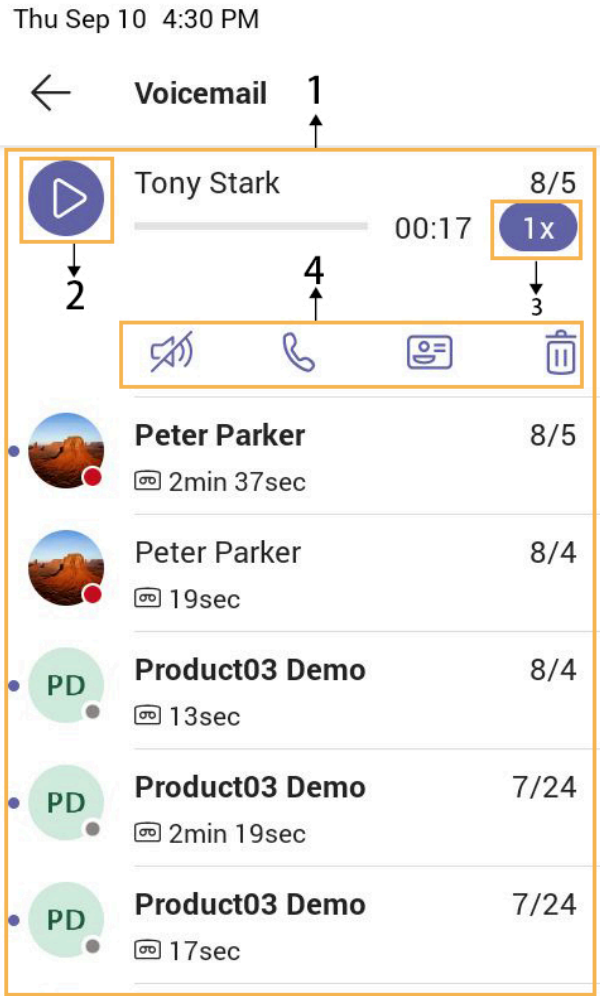 Thu Sep 10 4:30 PM
Voicemail 1
Tony Stark 8/5
00:17 1x
2 4 3
Peter Parker 8/5
2min 37sec
Peter Parker 8/4
19sec
PD Product03 Demo 8/4
13sec
PD Product03 Demo 7/24
2min 19sec
PD Product03 Demo 7/24
17sec